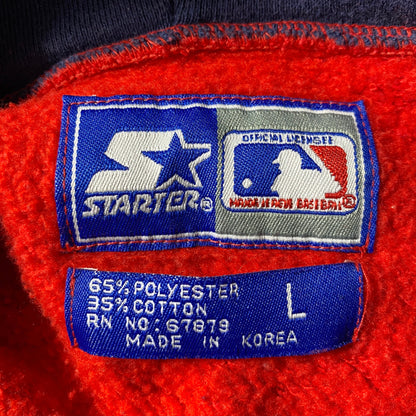 STARTER®
OFFICIAL LICENSEE
MAJOR LEAGUE BASEBALL®
65% POLYESTER
35% COTTON
RN NO: 67879
MADE IN KOREA
L